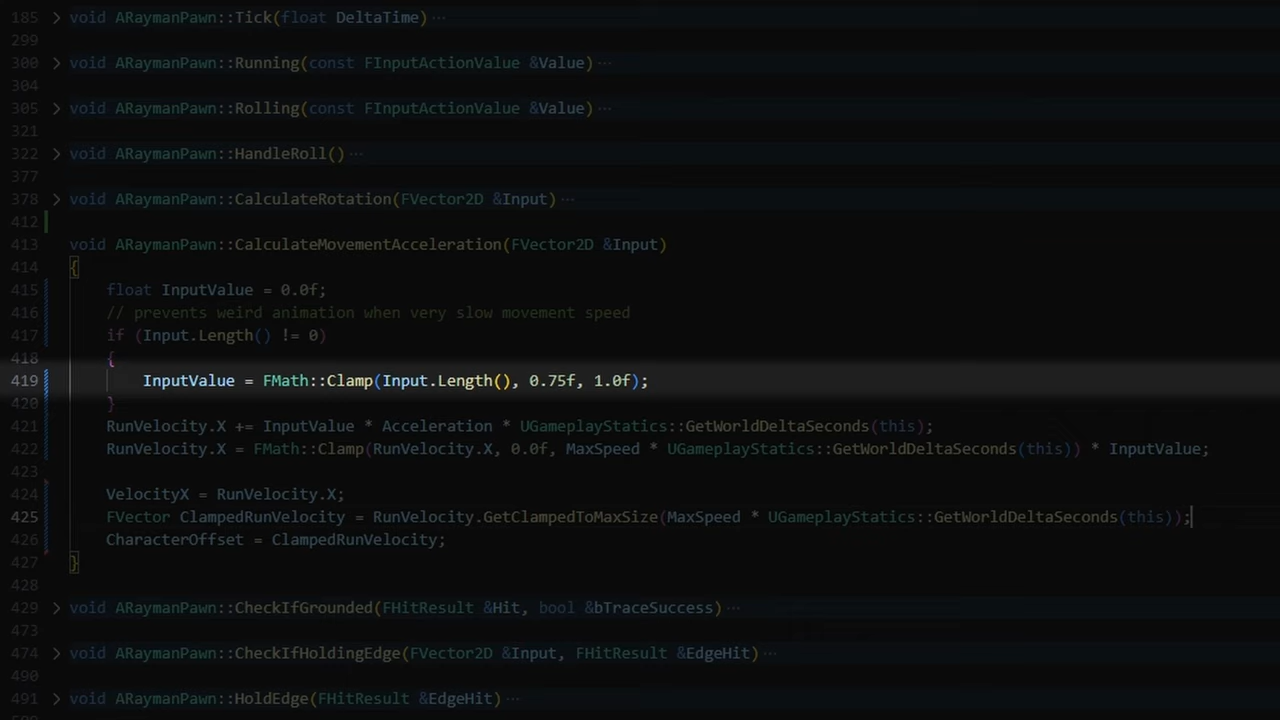 185 > void ARaymanPawn::Tick(float DeltaTime) ···
299
300 > void ARaymanPawn::Running(const FInputActionValue &Value) ···
304
305 > void ARaymanPawn::Rolling(const FInputActionValue &Value) ···
321
322 > void ARaymanPawn::HandleRoll() ···
377
378 > void ARaymanPawn::CalculateRotation(FVector2D &Input) ···
412
413 void ARaymanPawn::CalculateMovementAcceleration(FVector2D &Input)
414 {
415 float InputValue = 0.0f;
416 // prevents weird animation when very slow movement speed
417 if (Input.Length() != 0)
418 {
419 InputValue = FMath::Clamp(Input.Length(), 0.75f, 1.0f);
420 }
421 RunVelocity.X += InputValue * Acceleration * UGameplayStatics::GetWorldDeltaSeconds(this);
422 RunVelocity.X = FMath::Clamp(RunVelocity.X, 0.0f, MaxSpeed * UGameplayStatics::GetWorldDeltaSeconds(this)) * InputValue;
423
424 VelocityX = RunVelocity.X;
425 FVector ClampedRunVelocity = RunVelocity.GetClampedToMaxSize(MaxSpeed * UGameplayStatics::GetWorldDeltaSeconds(this));
426 CharacterOffset = ClampedRunVelocity;
427 }
428
429 > void ARaymanPawn::CheckIfGrounded(FHitResult &Hit, bool &bTraceSuccess) ···
473
474 > void ARaymanPawn::CheckIfHoldingEdge(FVector2D &Input, FHitResult &EdgeHit) ···
490
491 > void ARaymanPawn::HoldEdge(FHitResult &EdgeHit) ···